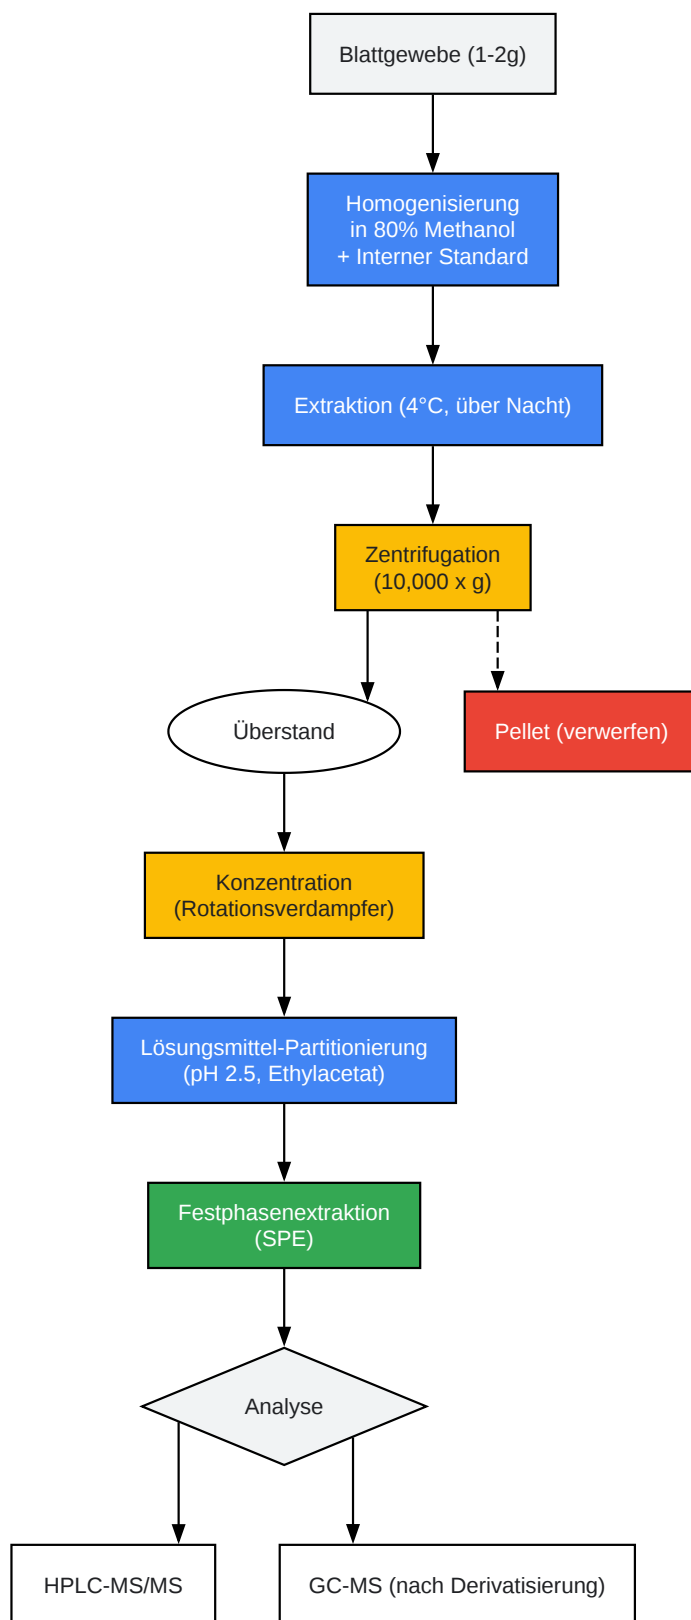 Blattgewebe (1-2g)
Homogenisierung
in 80% Methanol
+ Interner Standard
Extraktion (4°C, über Nacht)
Zentrifugation
(10,000 x g)
Überstand
Pellet (verwerfen)
Konzentration
(Rotationsverdampfer)
Lösungsmittel-Partitionierung
(pH 2.5, Ethylacetat)
Festphasenextraktion
(SPE)
Analyse
HPLC-MS/MS
GC-MS (nach Derivatisierung)